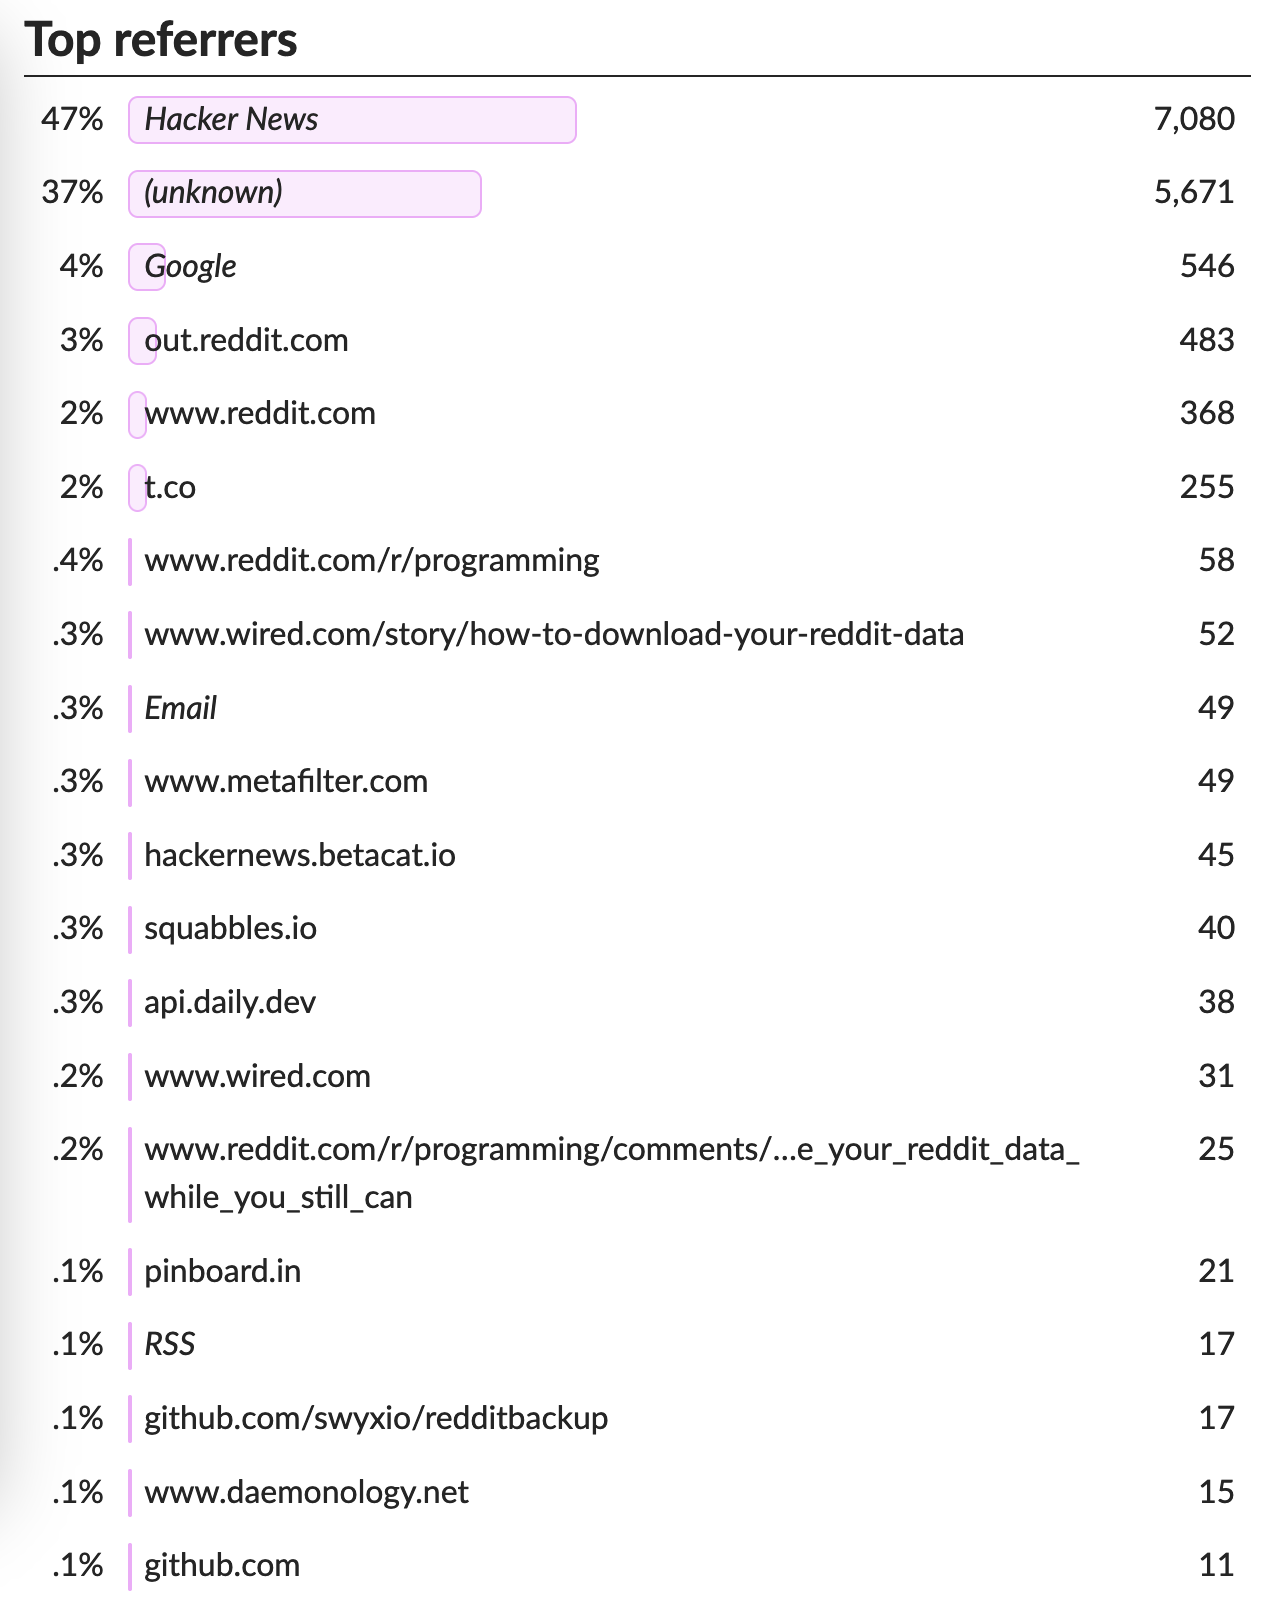 Top referrers
47% Hacker News 7,080
37% (unknown) 5,671
4% Google 546
3% out.reddit.com 483
2% www.reddit.com 368
2% t.co 255
.4% www.reddit.com/r/programming 58
.3% www.wired.com/story/how-to-download-your-reddit-data 52
.3% Email 49
.3% www.metafilter.com 49
.3% hackernews.betacat.io 45
.3% squabbles.io 40
.3% api.daily.dev 38
.2% www.wired.com 31
.2% www.reddit.com/r/programming/comments/…e_your_reddit_data_ 25
while_you_still_can
.1% pinboard.in 21
.1% RSS 17
.1% github.com/swyxio/redditbackup 17
.1% www.daemonology.net 15
.1% github.com 11